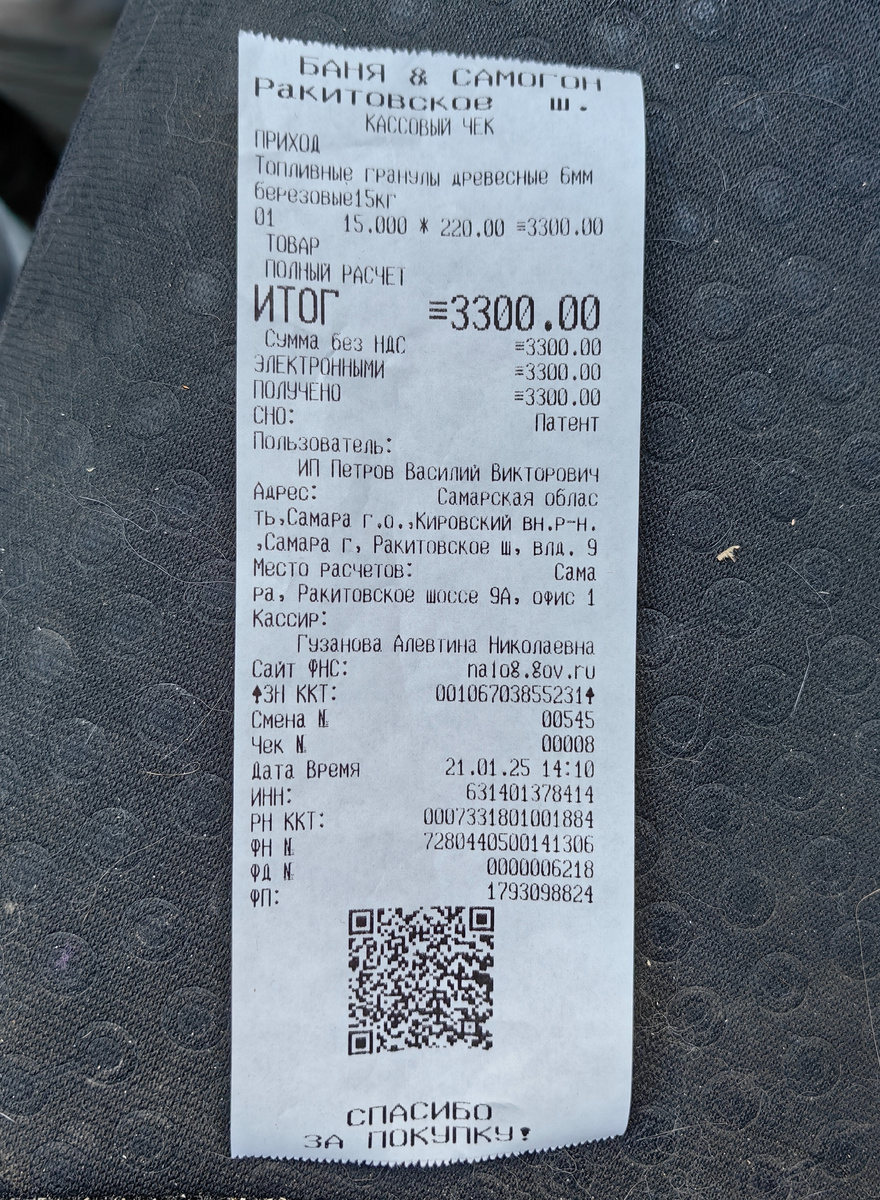 БАНЯ & САМОГОН
Ракитовское ш.
КАССОВЫЙ ЧЕК
ПРИХОД
Топливные гранулы древесные 6мм
березовые15кг
01 15.000 * 220.00 ≡3300.00
ТОВАР
ПОЛНЫЙ РАСЧЕТ
ИТОГ ≡3300.00
Сумма без НДС ≡3300.00
ЭЛЕКТРОННЫМИ ≡3300.00
ПОЛУЧЕНО ≡3300.00
СНО: Патент
Пользователь:
ИП Петров Василий Викторович
Адрес: Самарская облас
ть,Самара г.о.,Кировский вн.р-н.
,Самара г, Ракитовское ш, влд. 9
Место расчетов: Сама
ра, Ракитовское шоссе 9А, офис 1
Кассир:
Гузанова Алевтина Николаевна
Сайт ФНС: nalog.gov.ru
↑ЗН ККТ: 00106703855231↑
Смена № 00545
Чек № 00008
Дата Время 21.01.25 14:10
ИНН: 631401378414
РН ККТ: 0007331801001884
ФН № 7280440500141306
ФД № 0000006218
ФП: 1793098824
СПАСИБО
ЗА ПОКУПКУ!